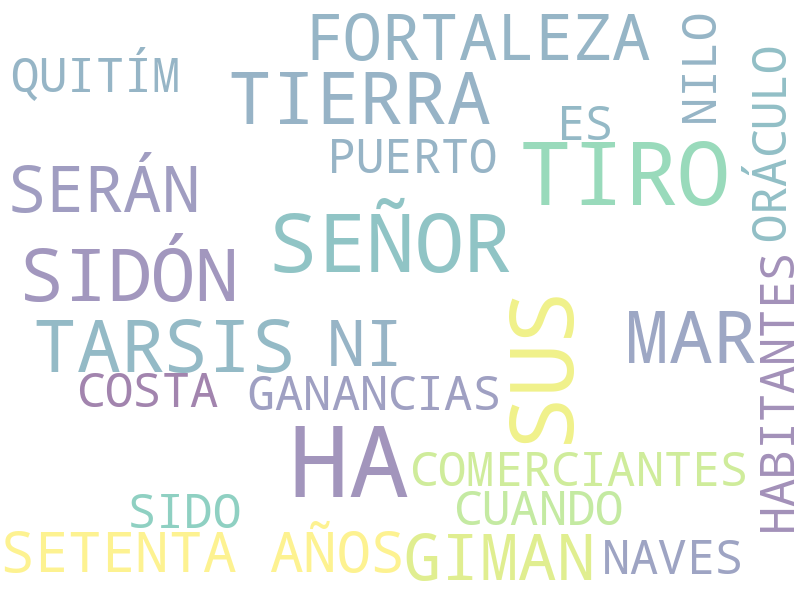 FORTALEZA
NILO
QUITÍM
TIERRA
ORÁCULO
ES
PUERTO
TIRO
SERÁN
SEÑOR
SIDÓN
HABITANTES
SUS
TARSIS
NI
MAR
COSTA
GANANCIAS
HA
COMERCIANTES
SIDO
CUANDO
SETENTA AÑOS
GIMAN
NAVES